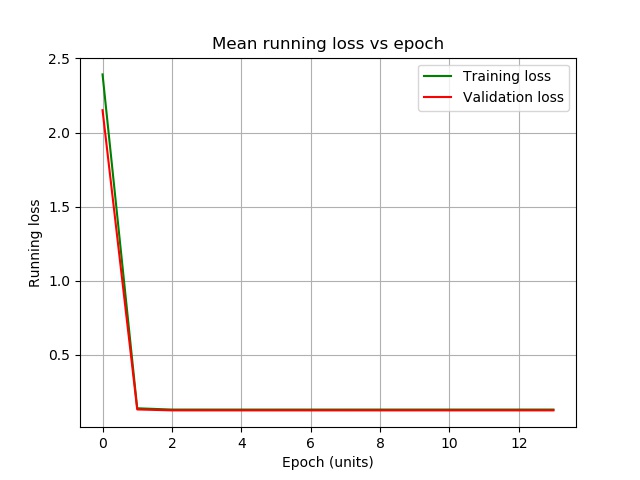 Mean running loss vs epoch
Training loss
Validation loss
2.5
2.0
1.5
1.0
0.5
Running loss
0 2 4 6 8 10 12
Epoch (units)